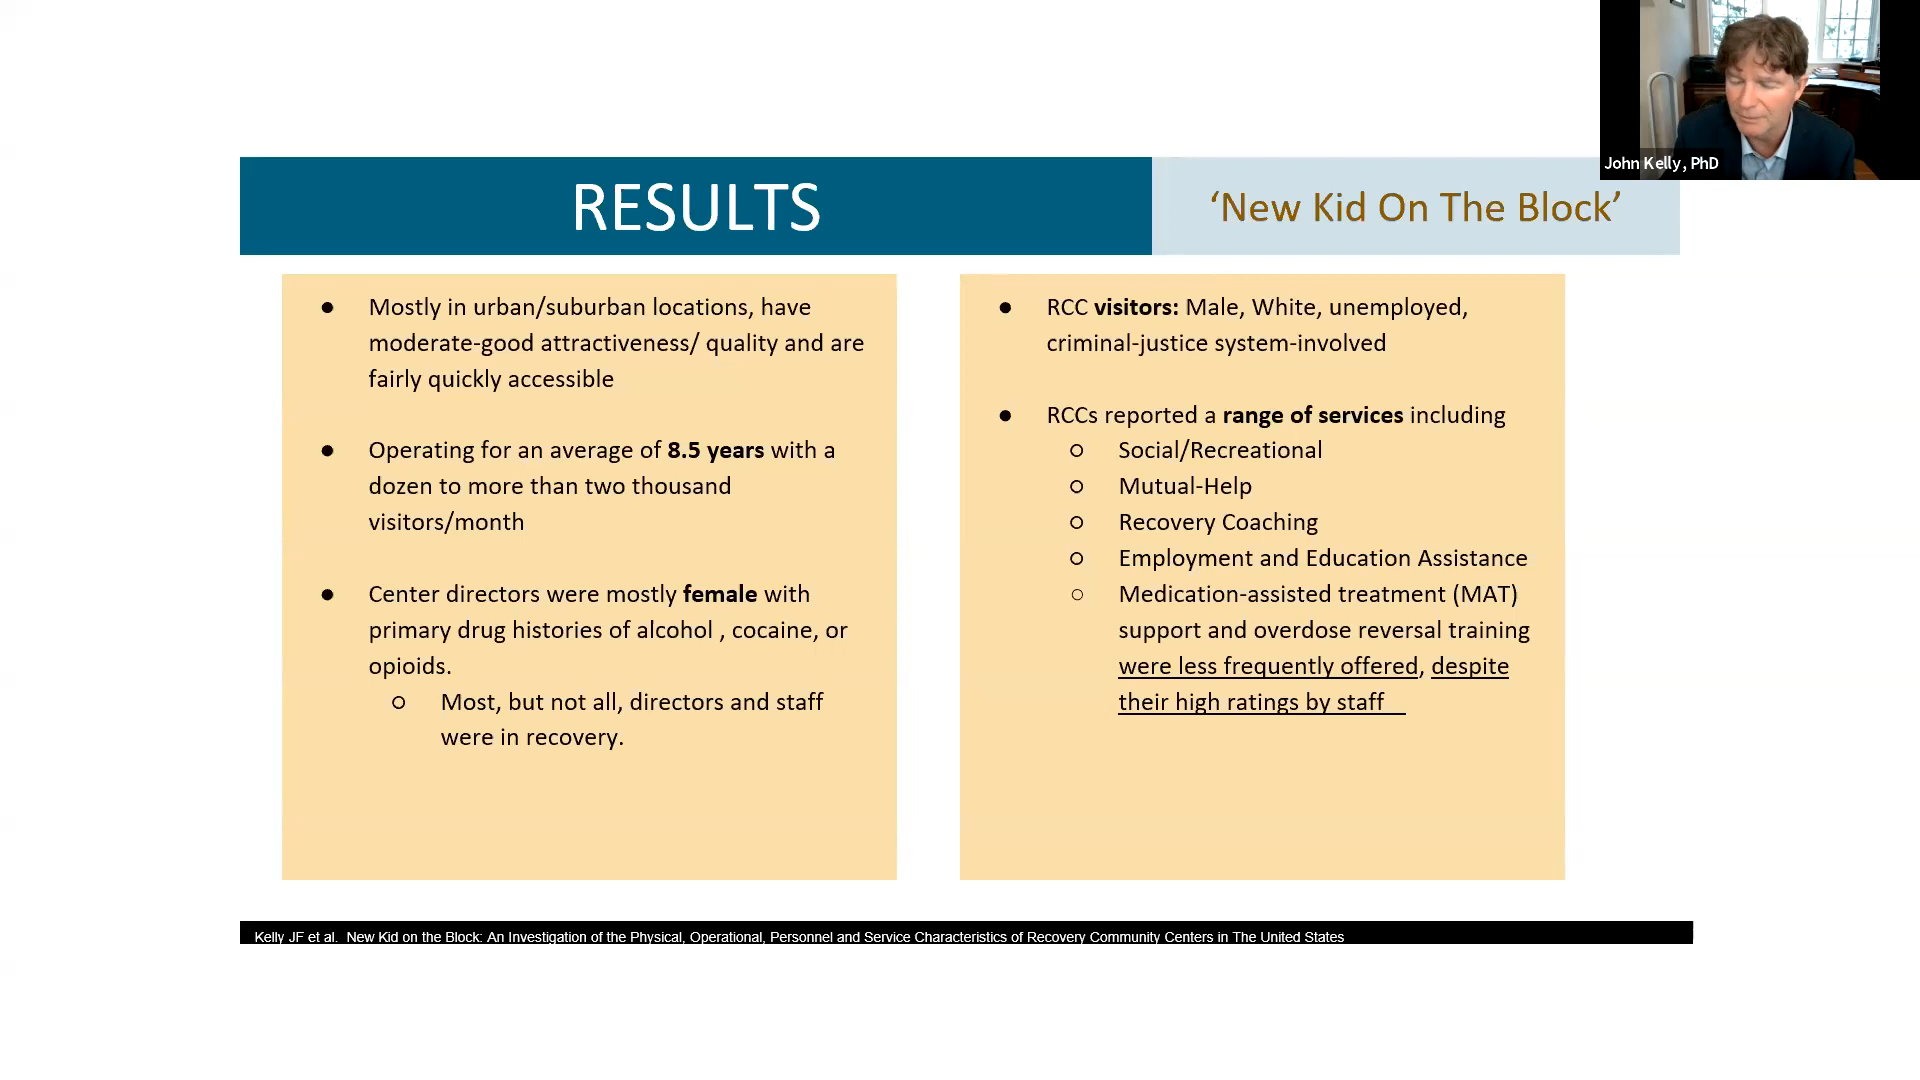 John Kelly, PhD
RESULTS
‘New Kid On The Block’
● Mostly in urban/suburban locations, have
moderate-good attractiveness/ quality and are
fairly quickly accessible
● Operating for an average of 8.5 years with a
dozen to more than two thousand
visitors/month
● Center directors were mostly female with
primary drug histories of alcohol , cocaine, or
opioids.
○ Most, but not all, directors and staff
were in recovery.
● RCC visitors: Male, White, unemployed,
criminal-justice system-involved
● RCCs reported a range of services including
○ Social/Recreational
○ Mutual-Help
○ Recovery Coaching
○ Employment and Education Assistance
○ Medication-assisted treatment (MAT)
support and overdose reversal training
were less frequently offered, despite
their high ratings by staff
Kelly JF et al. New Kid on the Block: An Investigation of the Physical, Operational, Personnel and Service Characteristics of Recovery Community Centers in The United States